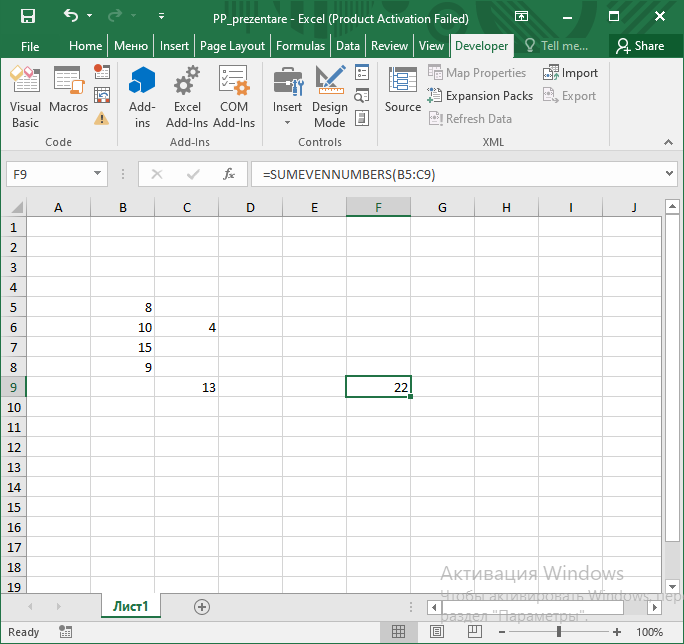 PP_prezentare - Excel (Product Activation Failed)
File Home Меню Insert Page Layout Formulas Data Review View Developer Tell me... Share
Visual Basic Macros Add-ins Excel Add-Ins COM Add-Ins Insert Design Mode Source Map Properties Import
Expansion Packs Export
Refresh Data
Code Add-Ins Controls XML
F9 fx =SUMEVENNUMBERS(B5:C9)
A B C D E F G H I J
1
2
3
4
5 8
6 10 4
7 15
8 9
9 13 22
10
11
12
13
14
15
16
17
18
19
Активация Windows
Чтобы активировать Windows, пер
раздел "Параметры".
Лист1
Ready 100%